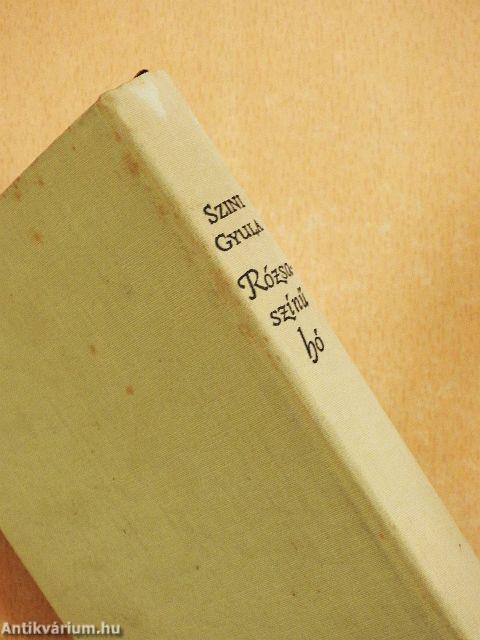 SZINI
GYULA
Rózsa-
színű
hó
Antikvárium.hu